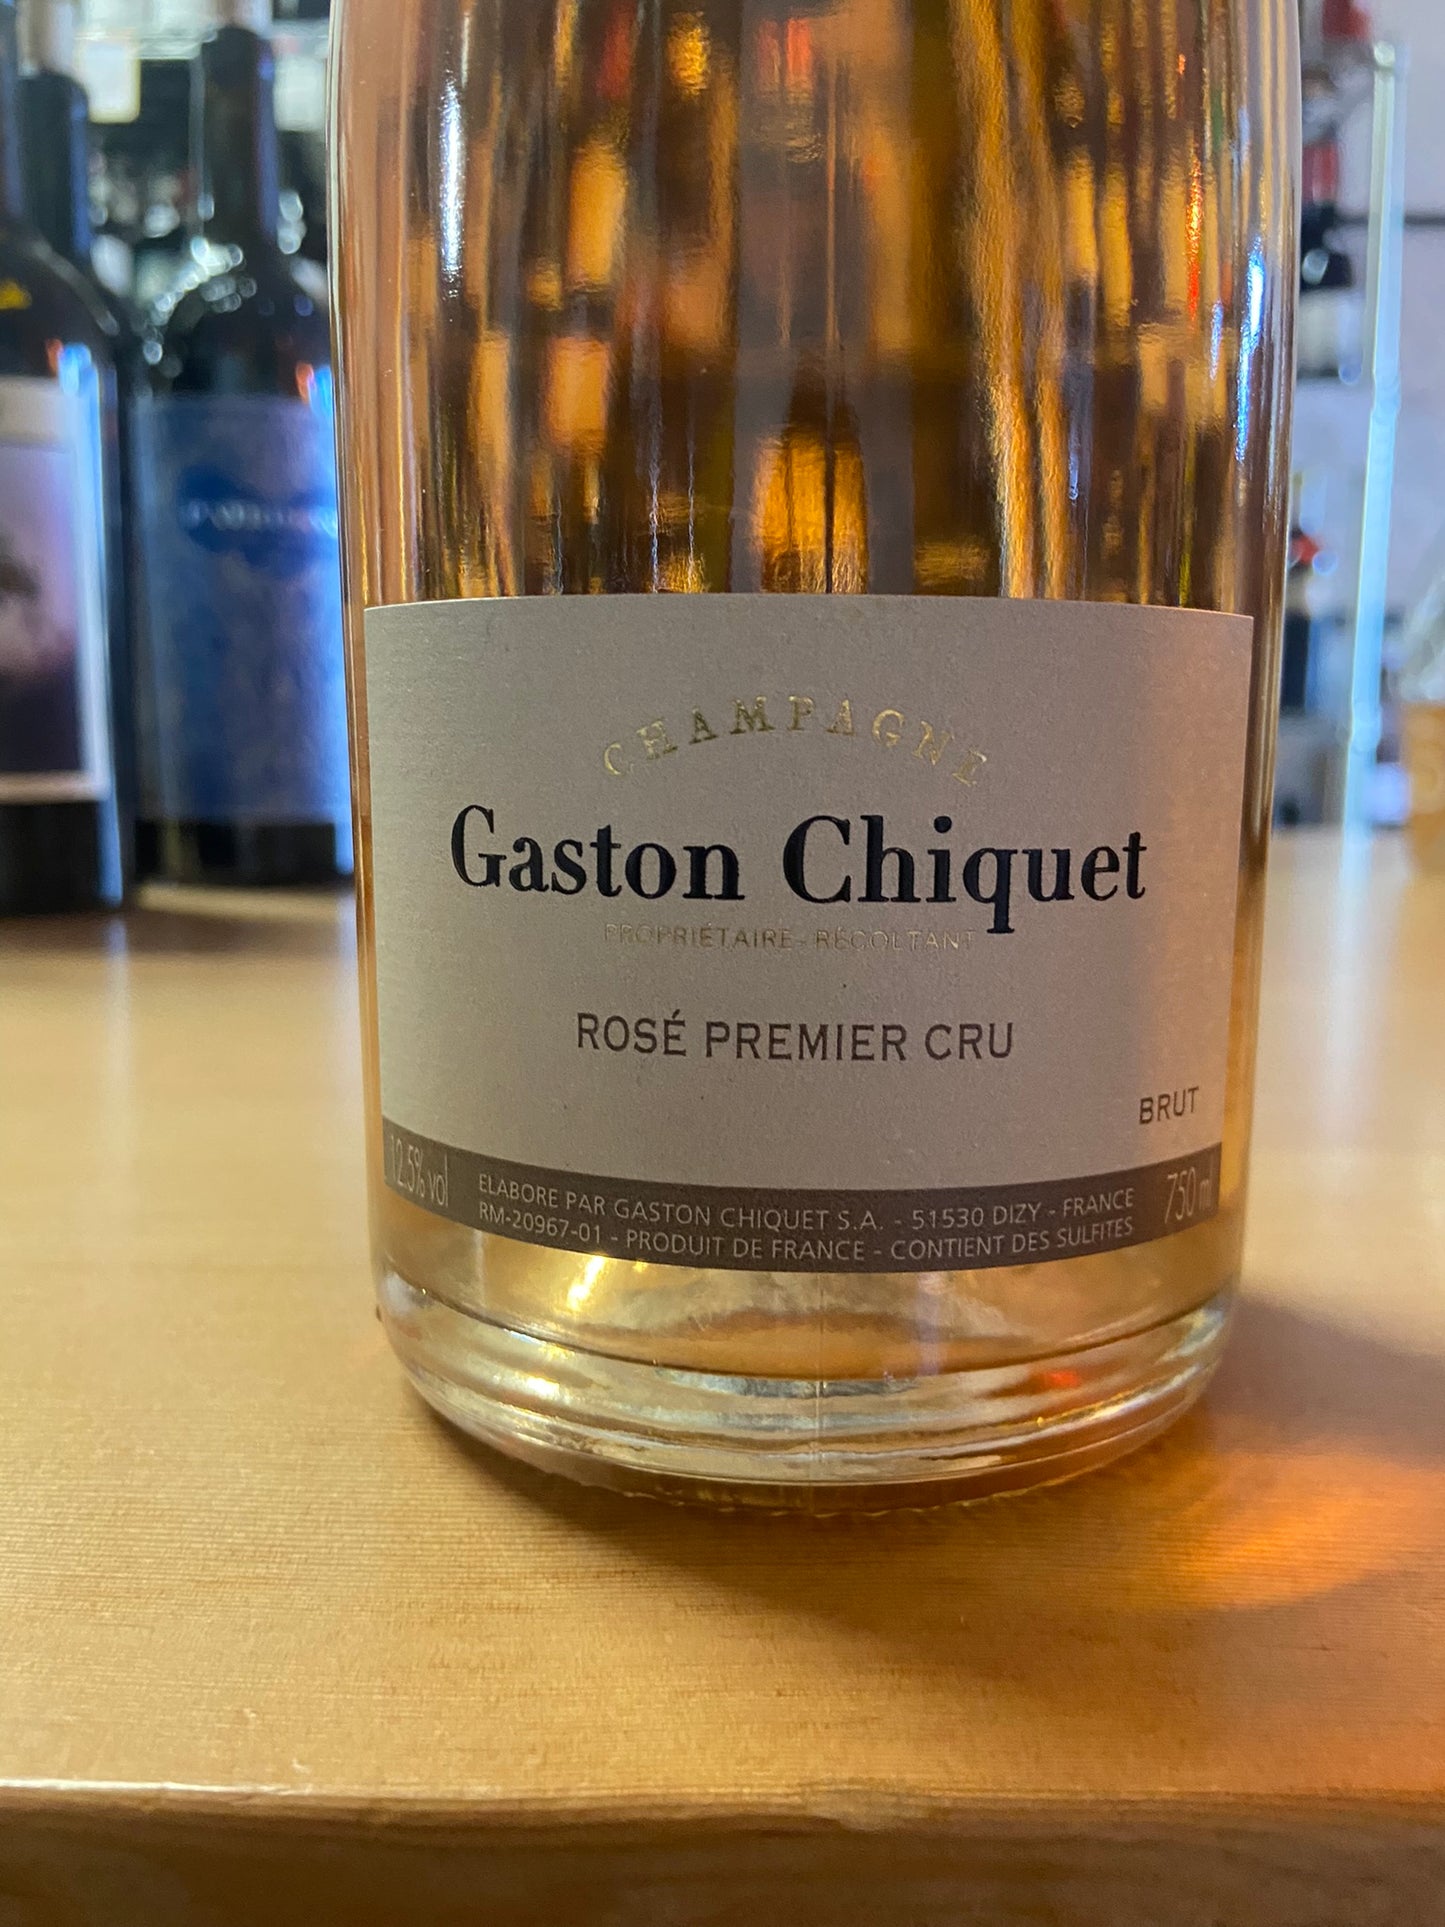 CHAMPAGNE
Gaston Chiquet
PROPRIÉTAIRE-RÉCOLTANT
ROSÉ PREMIER CRU
BRUT
12,5% vol
ELABORE PAR GASTON CHIQUET S.A. - 51530 DIZY - FRANCE
RM-20967-01 - PRODUIT DE FRANCE - CONTIENT DES SULFITES
750 ml